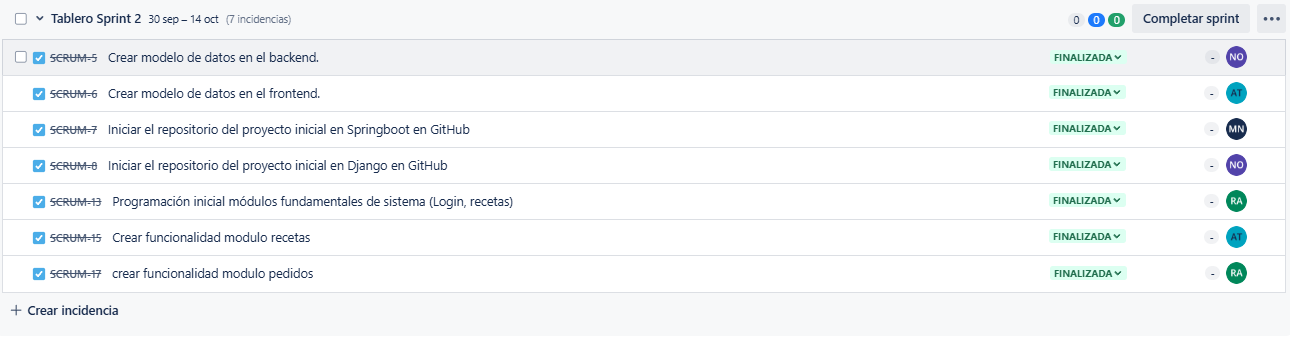 Tablero Sprint 2 30 sep – 14 oct (7 incidencias) 0 0 0 Completar sprint
SCRUM-5 Crear modelo de datos en el backend. FINALIZADA - NO
SCRUM-6 Crear modelo de datos en el frontend. FINALIZADA - AT
SCRUM-7 Iniciar el repositorio del proyecto inicial en Springboot en GitHub FINALIZADA - MN
SCRUM-8 Iniciar el repositorio del proyecto inicial en Django en GitHub FINALIZADA - NO
SCRUM-13 Programación inicial módulos fundamentales de sistema (Login, recetas) FINALIZADA - RA
SCRUM-15 Crear funcionalidad modulo recetas FINALIZADA - AT
SCRUM-17 crear funcionalidad modulo pedidos FINALIZADA - RA
+ Crear incidencia